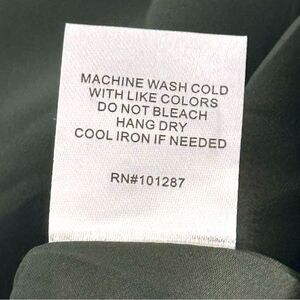 MACHINE WASH COLD
WITH LIKE COLORS
DO NOT BLEACH
HANG DRY
COOL IRON IF NEEDED
RN#101287